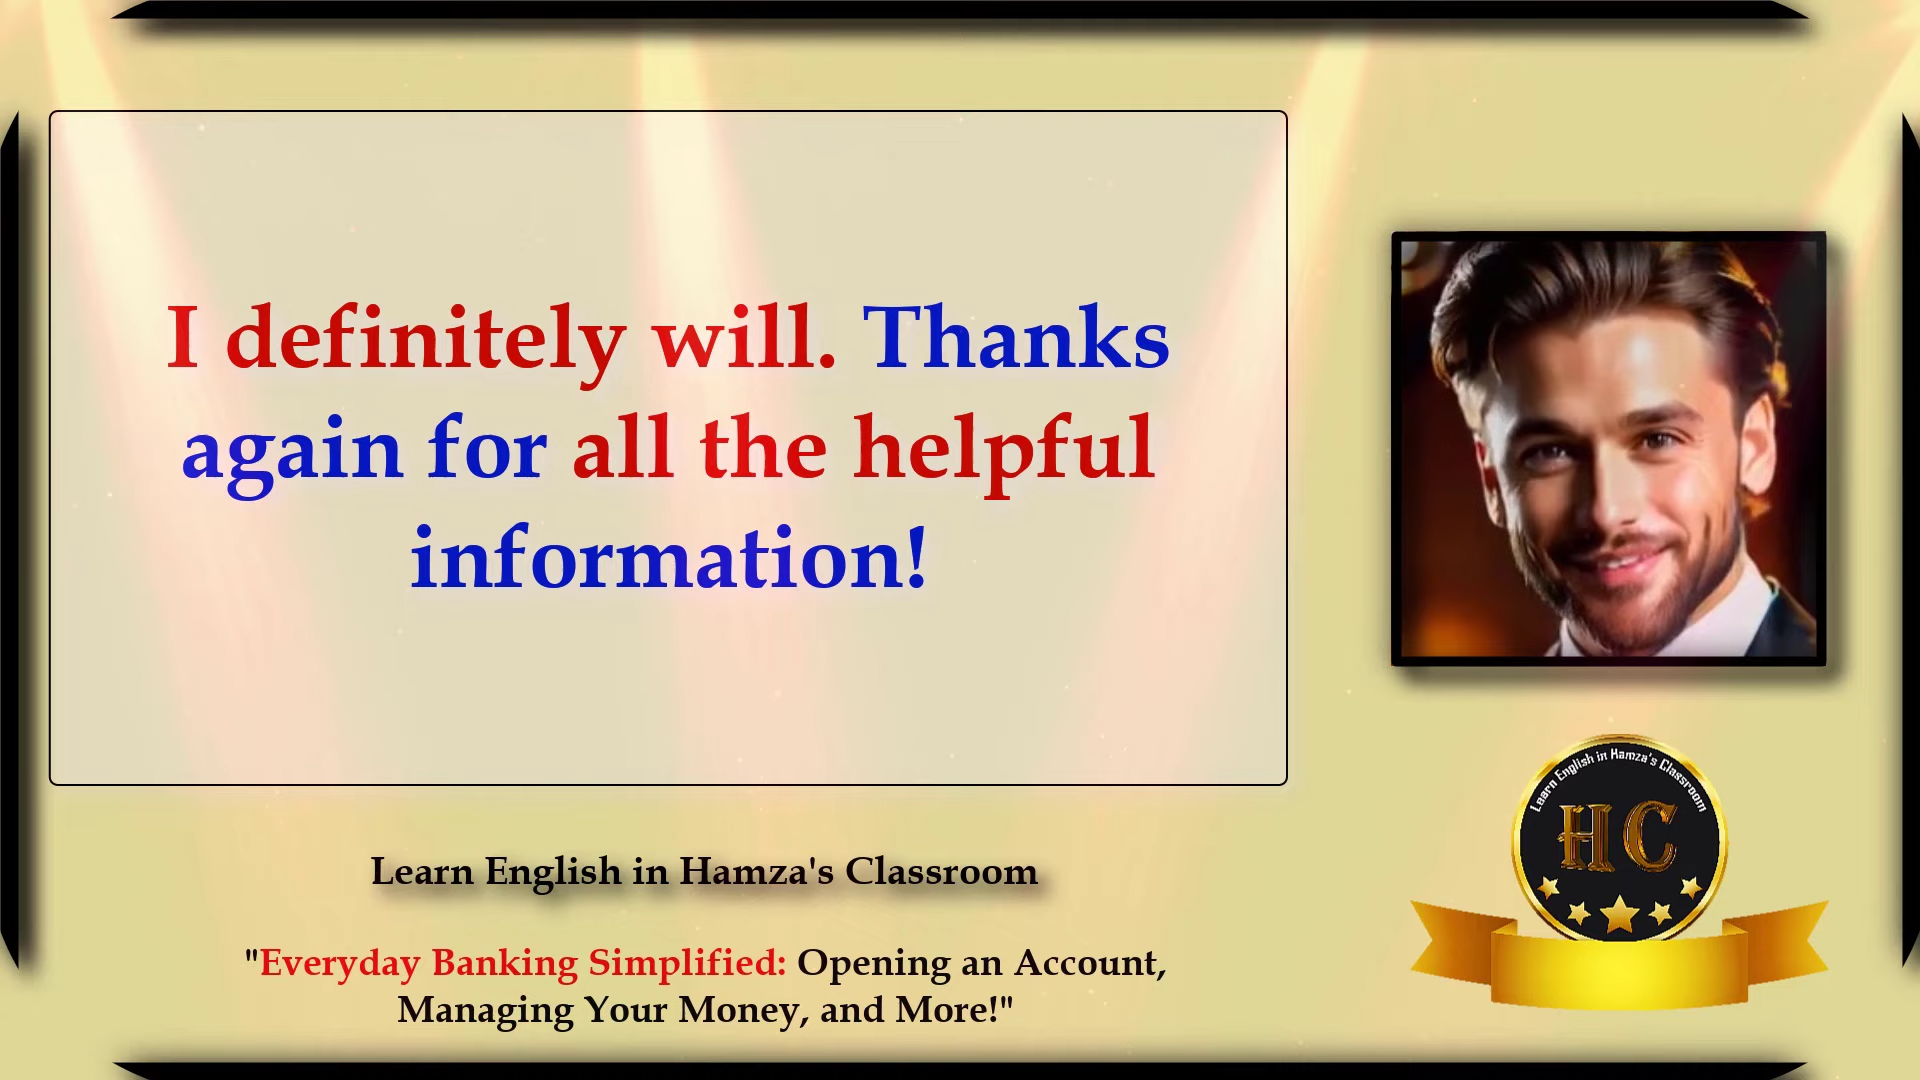 I definitely will. Thanks
again for all the helpful
information!
Learn English in Hamza's Classroom
HC
Learn English in Hamza's Classroom
"Everyday Banking Simplified: Opening an Account,
Managing Your Money, and More!"